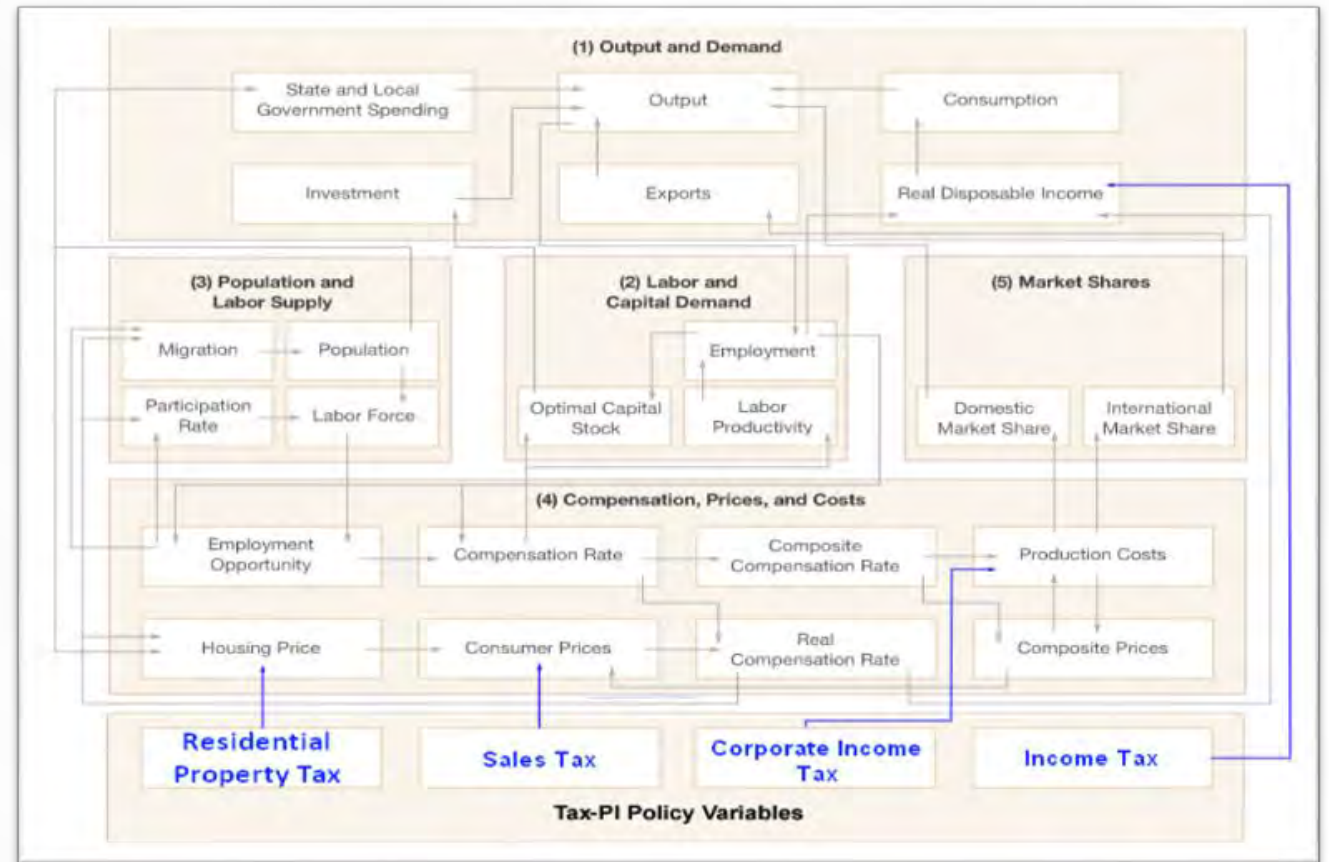 (1) Output and Demand
State and Local
Government Spending
Output
Consumption
Investment
Exports
Real Disposable Income
(3) Population and
Labor Supply
Migration
Population
Participation
Rate
Labor Force
(2) Labor and
Capital Demand
Employment
Optimal Capital
Stock
Labor
Productivity
(5) Market Shares
Domestic
Market Share
International
Market Share
(4) Compensation, Prices, and Costs
Employment
Opportunity
Compensation Rate
Composite
Compensation Rate
Production Costs
Housing Price
Consumer Prices
Real
Compensation Rate
Composite Prices
Residential
Property Tax
Sales Tax
Corporate Income
Tax
Income Tax
Tax-PI Policy Variables